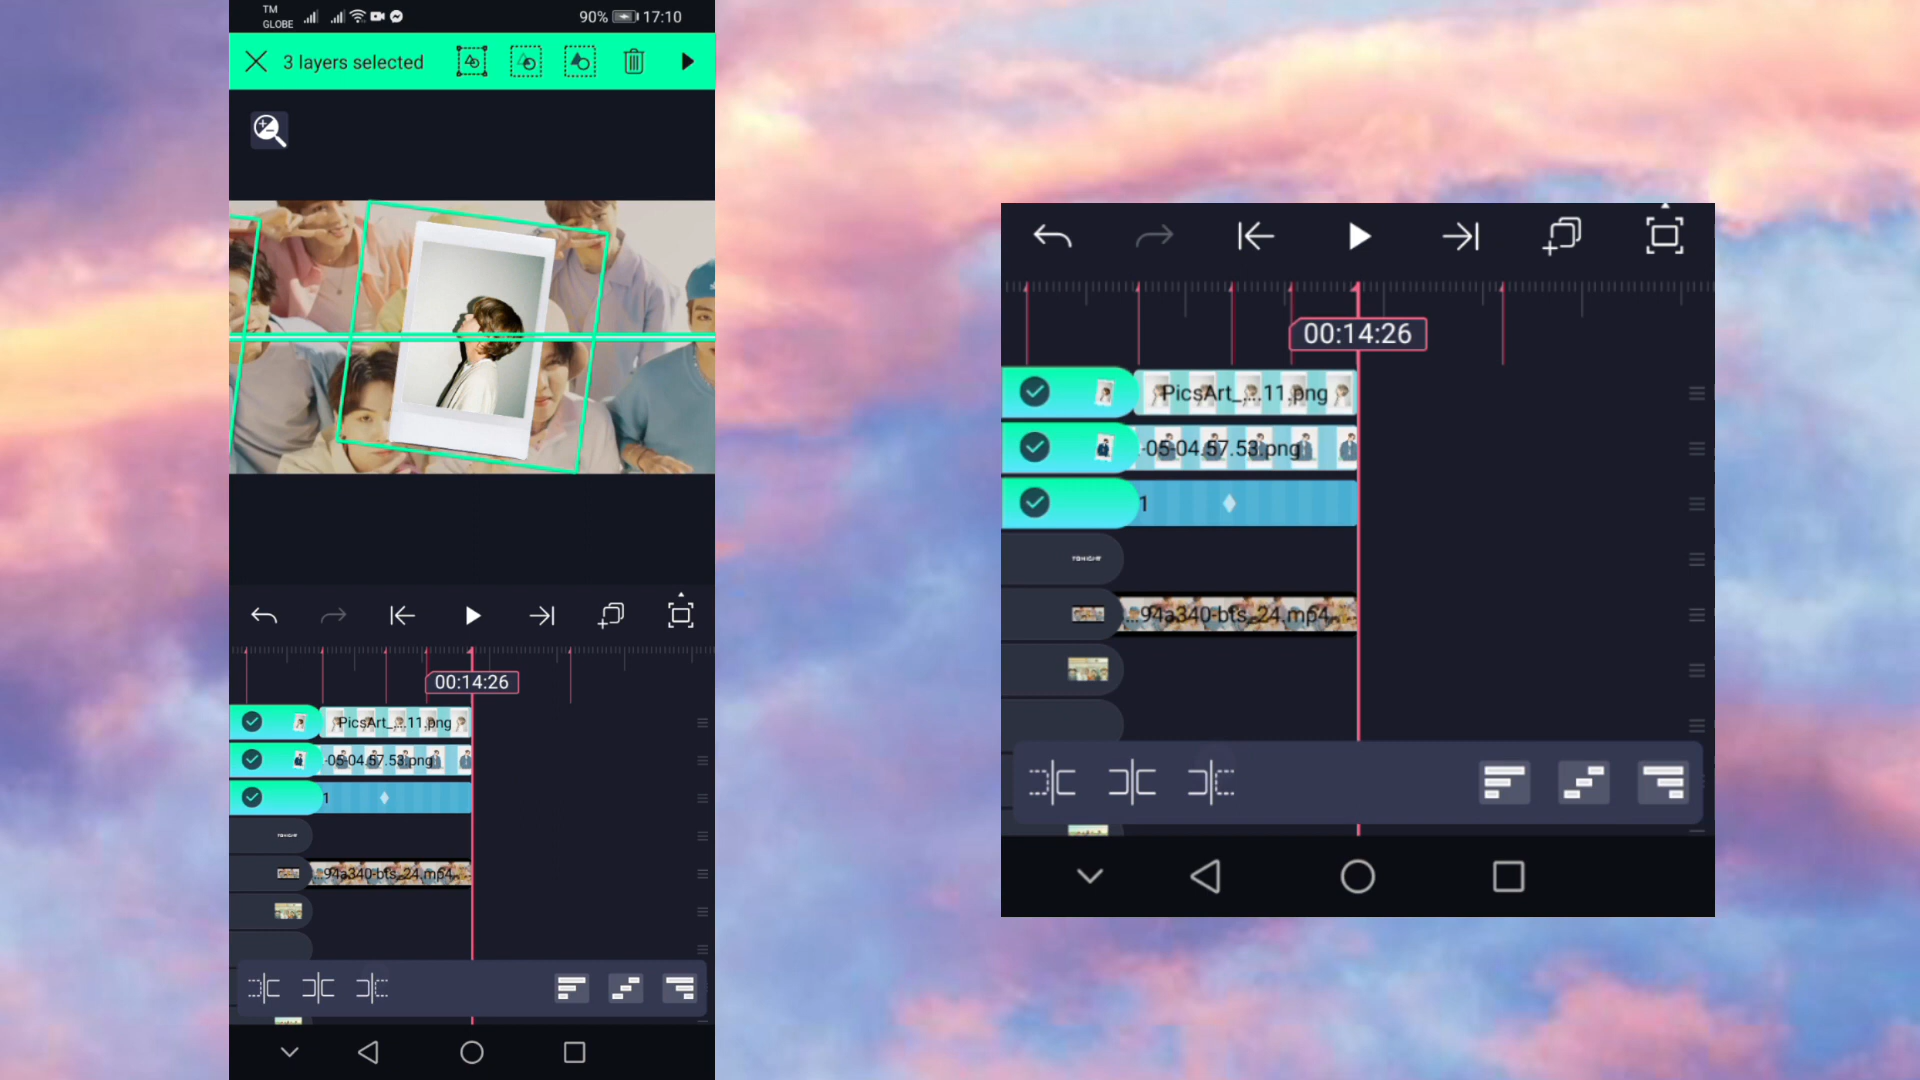 TM
GLOBE
90% 17:10
3 layers selected
00:14:26
PicsArt_...11.png
-05-04.57.53.png
1
TONIGHT
...94a340-bts_24.mp4
00:14:26
PicsArt_...11.png
-05-04.57.53.png
1
TONIGHT
...94a340-bts_24.mp4